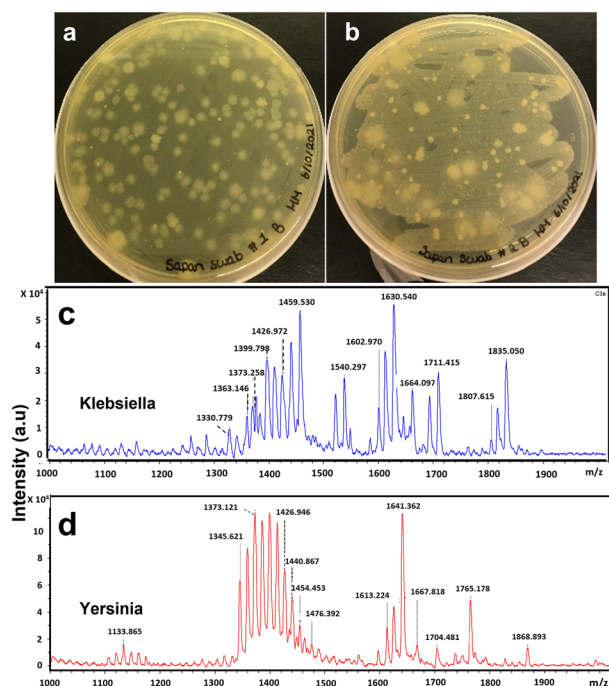 a
b
Sapan Swab # 1 B MM 6/10/2021
Japan Swab # 2 B MM 6/10/2021
X 10⁴
C3a
c
Klebsiella
Intensity (a.u)
5
4
3
2
1
0
1330.779
1363.146
1373.258
1399.798
1426.972
1459.530
1540.297
1602.970
1630.540
1664.097
1711.415
1807.615
1835.050
1000 1100 1200 1300 1400 1500 1600 1700 1800 1900 m/z
X 10⁴
d
Yersinia
10
8
6
4
2
0
1133.865
1345.621
1373.121
1426.946
1440.867
1454.453
1476.392
1613.224
1641.362
1667.818
1704.481
1765.178
1868.893
1000 1100 1200 1300 1400 1500 1600 1700 1800 1900 m/z